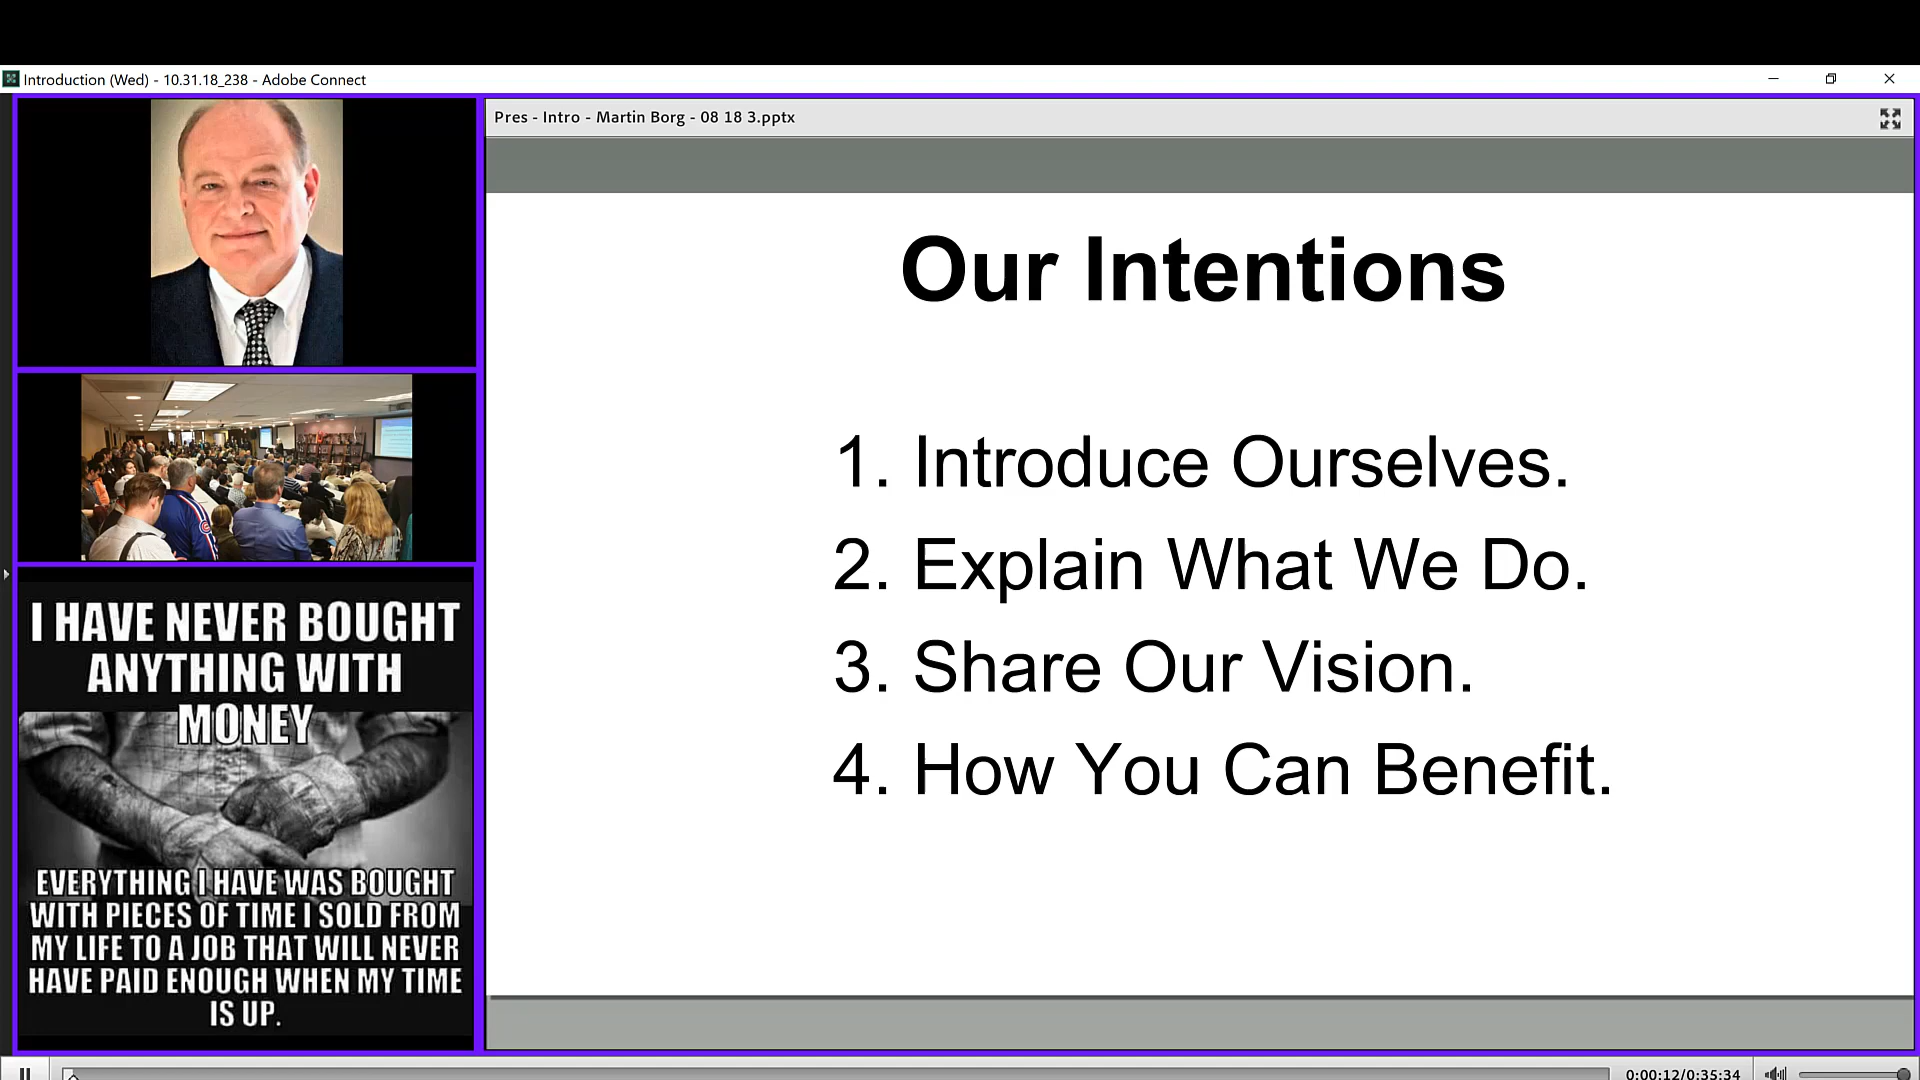 Introduction (Wed) - 10.31.18_238 - Adobe Connect
Pres - Intro - Martin Borg - 08 18 3.pptx
Our Intentions
1. Introduce Ourselves.
2. Explain What We Do.
3. Share Our Vision.
4. How You Can Benefit.
I HAVE NEVER BOUGHT
ANYTHING WITH
MONEY
EVERYTHING I HAVE WAS BOUGHT
WITH PIECES OF TIME I SOLD FROM
MY LIFE TO A JOB THAT WILL NEVER
HAVE PAID ENOUGH WHEN MY TIME
IS UP.
0:00:12/0:35:34